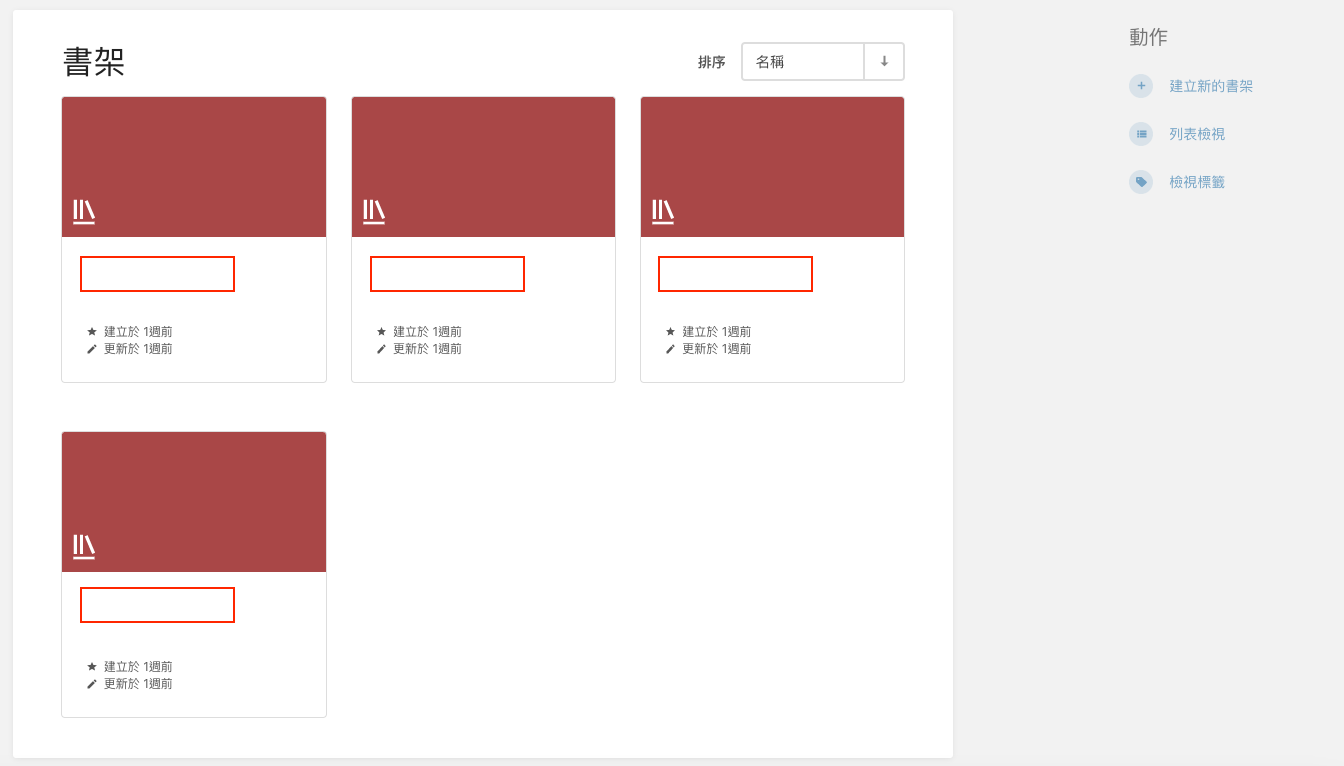 書架
排序 名稱
建立於 1週前
更新於 1週前
建立於 1週前
更新於 1週前
建立於 1週前
更新於 1週前
建立於 1週前
更新於 1週前
動作
建立新的書架
列表檢視
檢視標籤